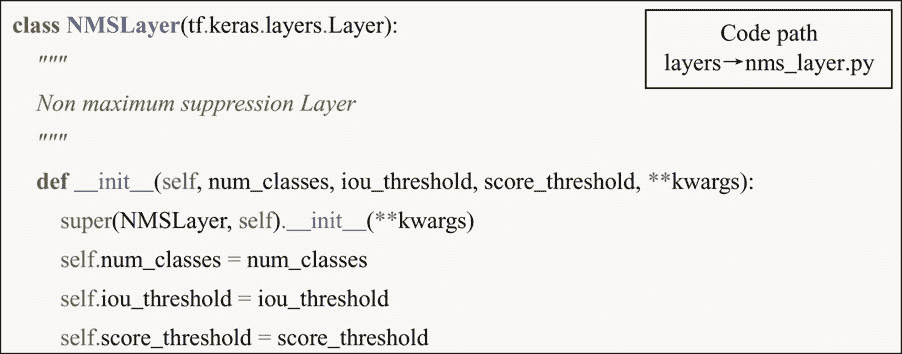 class NMSLayer(tf.keras.layers.Layer):
"""
Non maximum suppression Layer
"""
def __init__(self, num_classes, iou_threshold, score_threshold, **kwargs):
super(NMSLayer, self).__init__(**kwargs)
self.num_classes = num_classes
self.iou_threshold = iou_threshold
self.score_threshold = score_threshold
Code path
layers→nms_layer.py